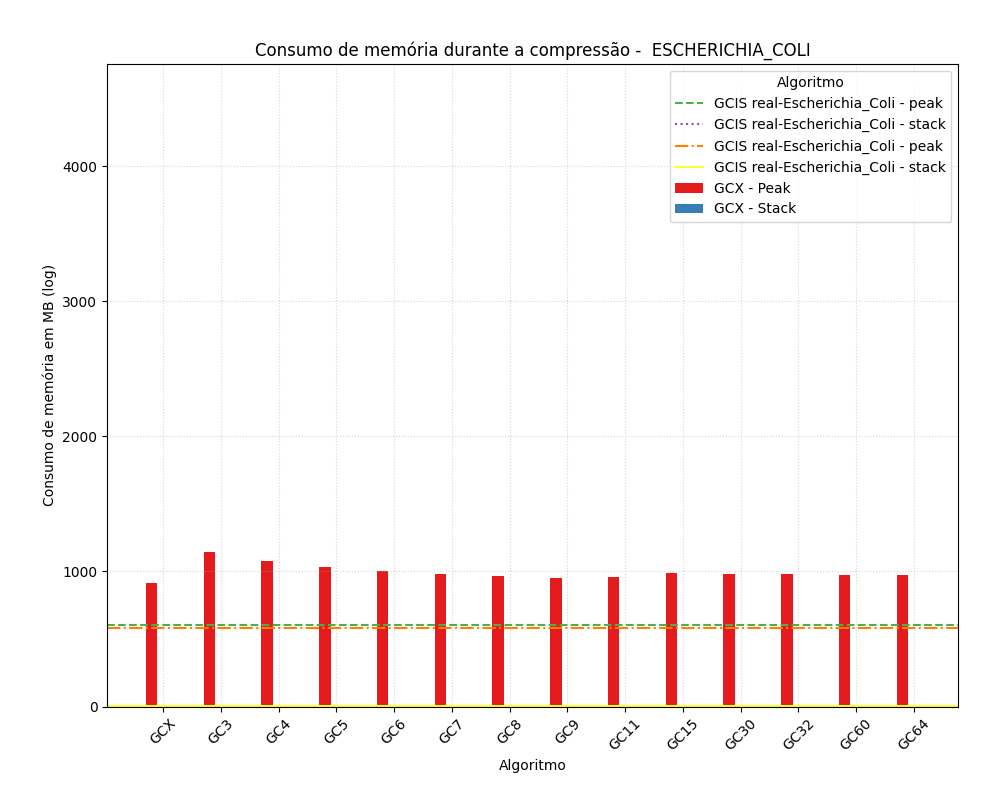 Consumo de memória durante a compressão -  ESCHERICHIA_COLI
Algoritmo
GCIS real-Escherichia_Coli - peak
GCIS real-Escherichia_Coli - stack
GCIS real-Escherichia_Coli - peak
GCIS real-Escherichia_Coli - stack
GCX - Peak
GCX - Stack
Consumo de memória em MB (log)
4000
3000
2000
1000
0
GCX
GC3
GC4
GC5
GC6
GC7
GC8
GC9
GC11
GC15
GC30
GC32
GC60
GC64
Algoritmo